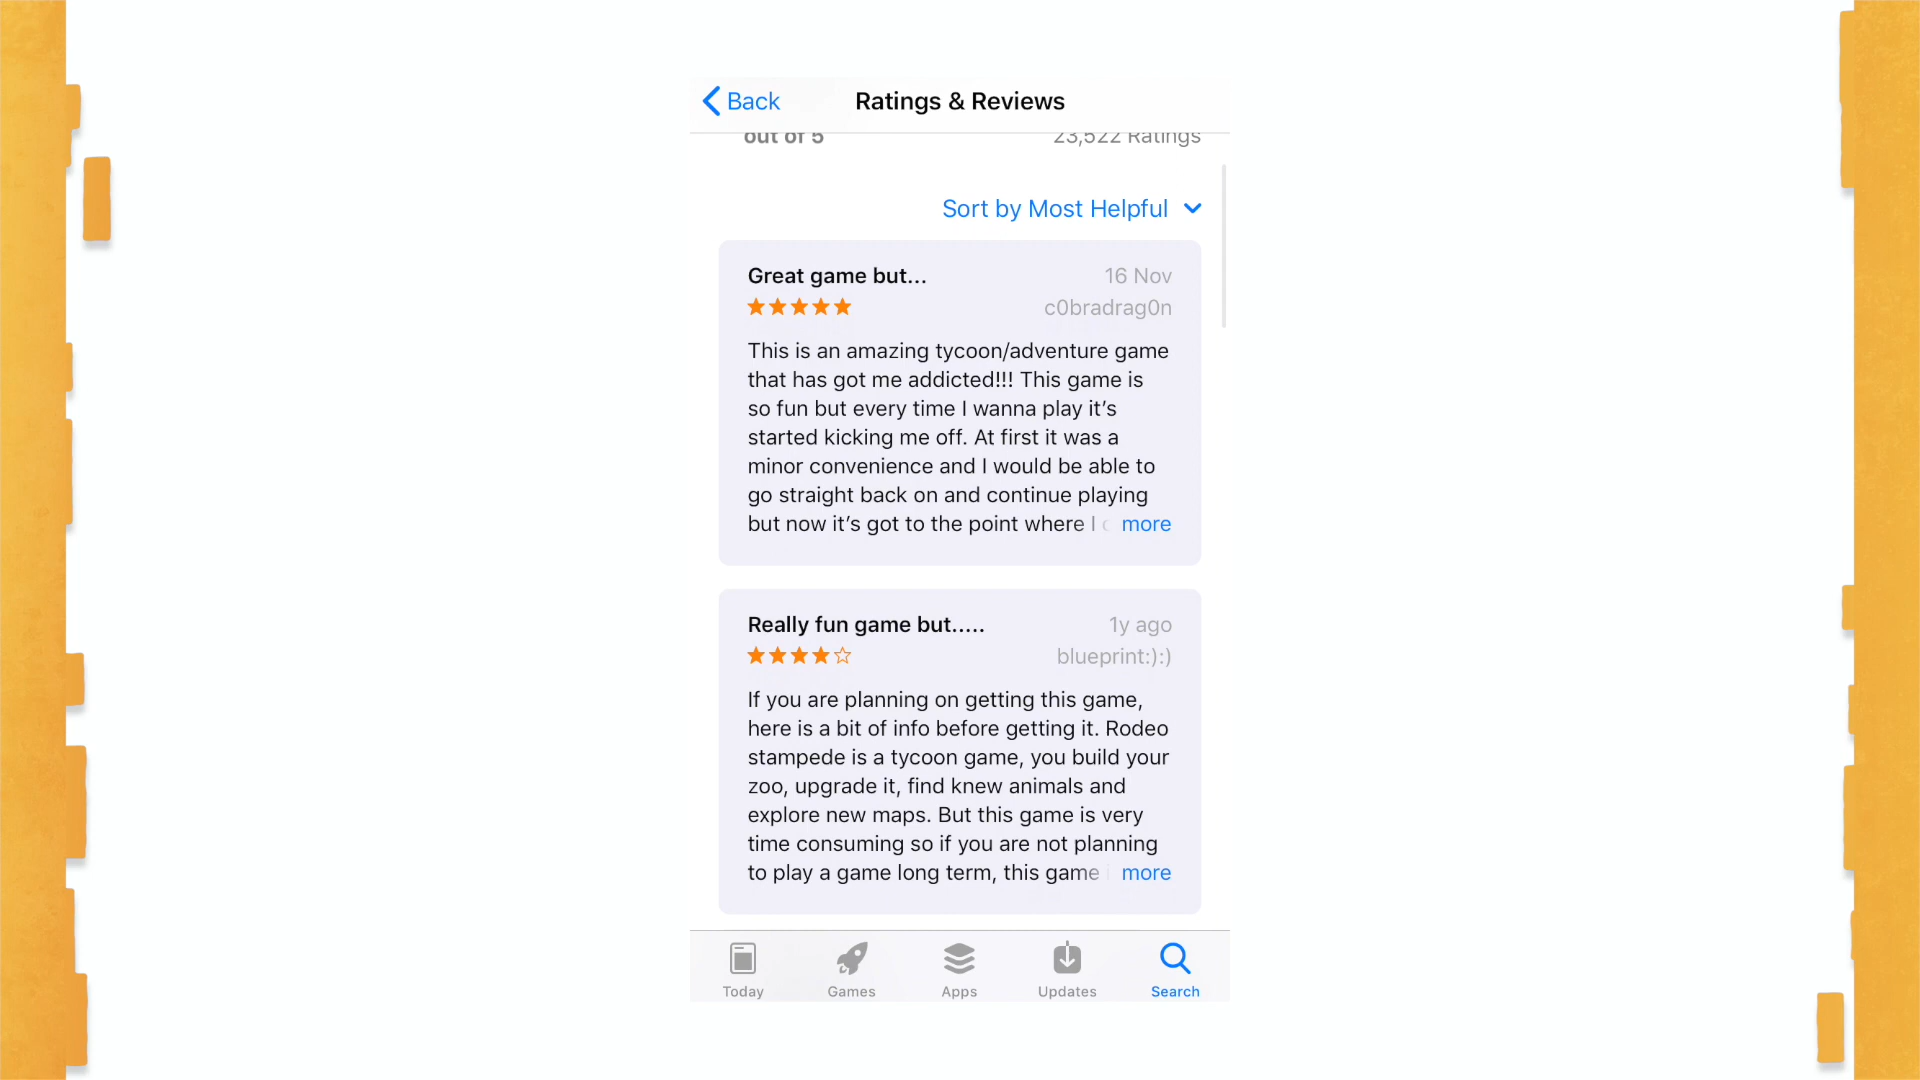 Back
Ratings & Reviews
out of 5
23,522 Ratings
Sort by Most Helpful
Great game but...
16 Nov
c0bradrag0n
This is an amazing tycoon/adventure game
that has got me addicted!!! This game is
so fun but every time I wanna play it's
started kicking me off. At first it was a
minor convenience and I would be able to
go straight back on and continue playing
but now it's got to the point where I more
Really fun game but.....
1y ago
blueprint:):)
If you are planning on getting this game,
here is a bit of info before getting it. Rodeo
stampede is a tycoon game, you build your
zoo, upgrade it, find knew animals and
explore new maps. But this game is very
time consuming so if you are not planning
to play a game long term, this game more
Today
Games
Apps
Updates
Search